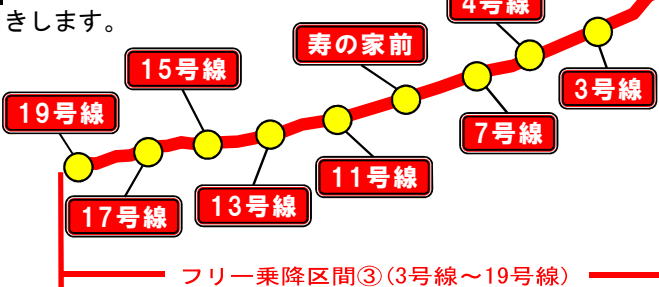 きします。
4号線
寿の家前
15号線
3号線
19号線
7号線
11号線
13号線
17号線
フリー乗降区間③(3号線～19号線)